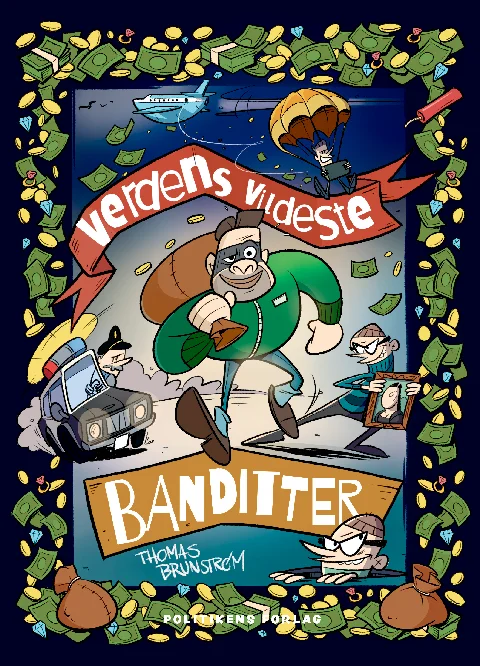 verdens vildeste
BANDITTER
THOMAS
BRUNSTRØM
POLITIKENS FORLAG